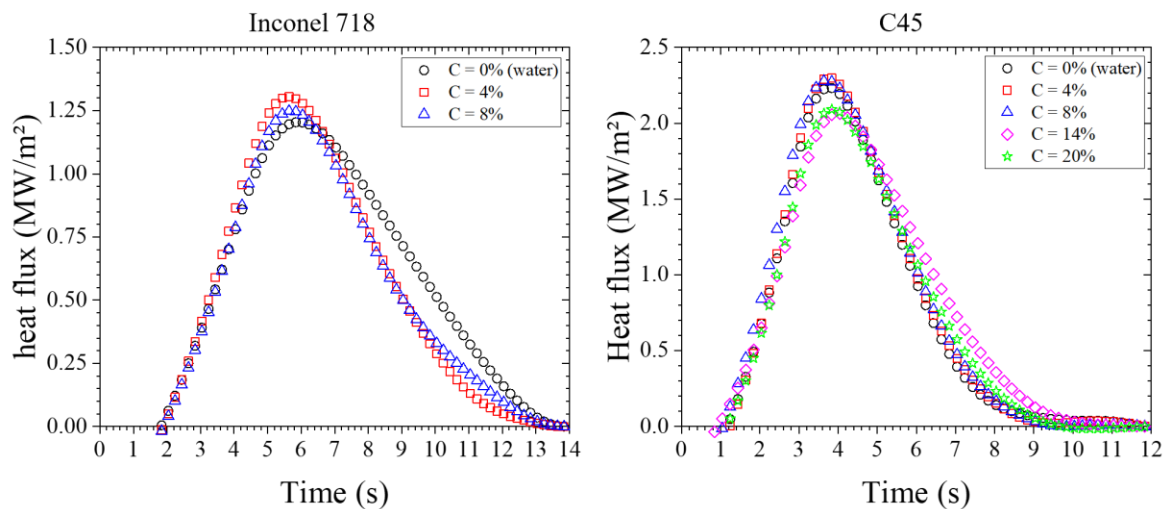 Inconel 718
1.50
1.25
1.00
0.75
0.50
0.25
0.00
heat flux (MW/m²)
C = 0% (water)
C = 4%
C = 8%
0 1 2 3 4 5 6 7 8 9 10 11 12 13 14
Time (s)
C45
2.5
2.0
1.5
1.0
0.5
0.0
Heat flux (MW/m²)
C = 0% (water)
C = 4%
C = 8%
C = 14%
C = 20%
0 1 2 3 4 5 6 7 8 9 10 11 12
Time (s)